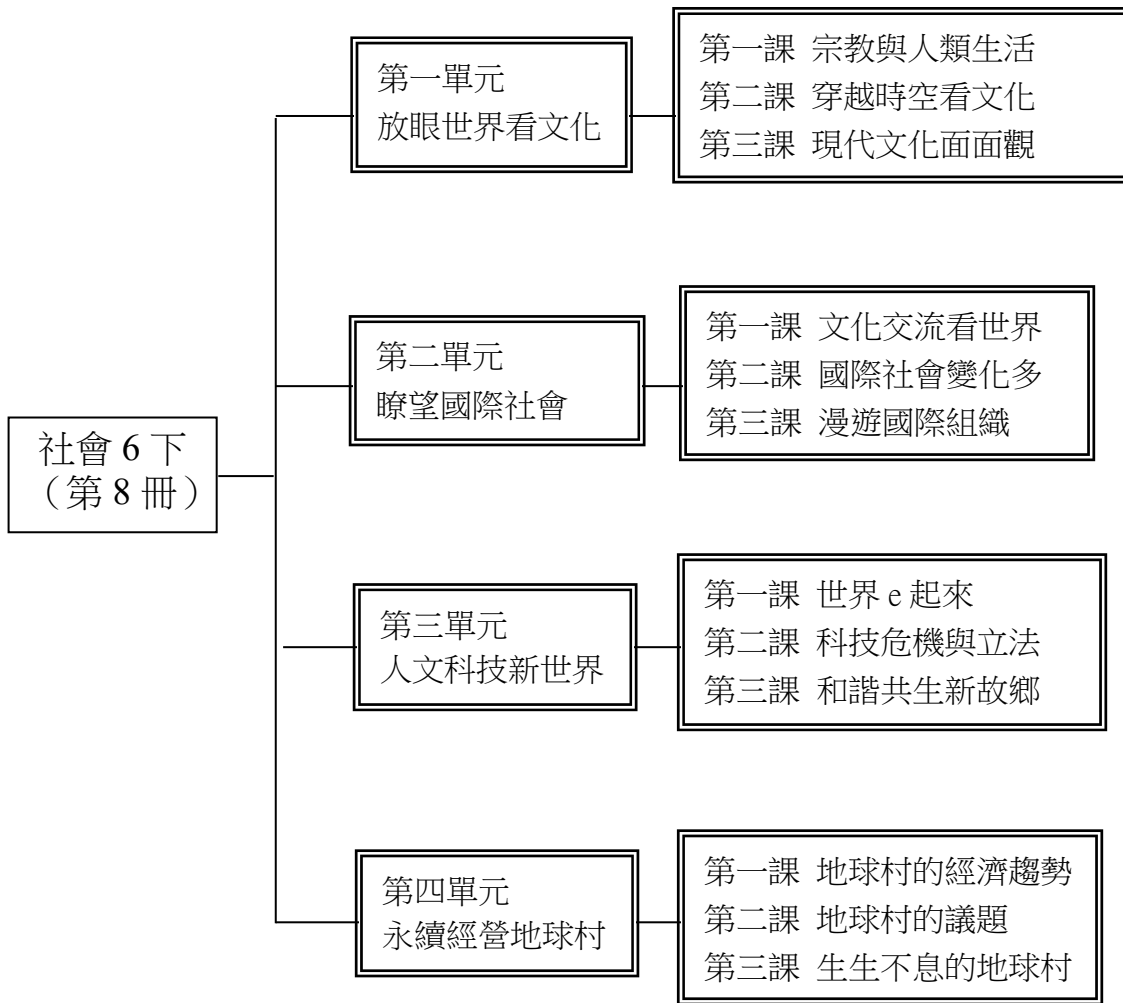 社會 6 下
（第 8 冊）
第一單元
放眼世界看文化
第一課 宗教與人類生活
第二課 穿越時空看文化
第三課 現代文化面面觀
第二單元
瞭望國際社會
第一課 文化交流看世界
第二課 國際社會變化多
第三課 漫遊國際組織
第三單元
人文科技新世界
第一課 世界 e 起來
第二課 科技危機與立法
第三課 和諧共生新故鄉
第四單元
永續經營地球村
第一課 地球村的經濟趨勢
第二課 地球村的議題
第三課 生生不息的地球村